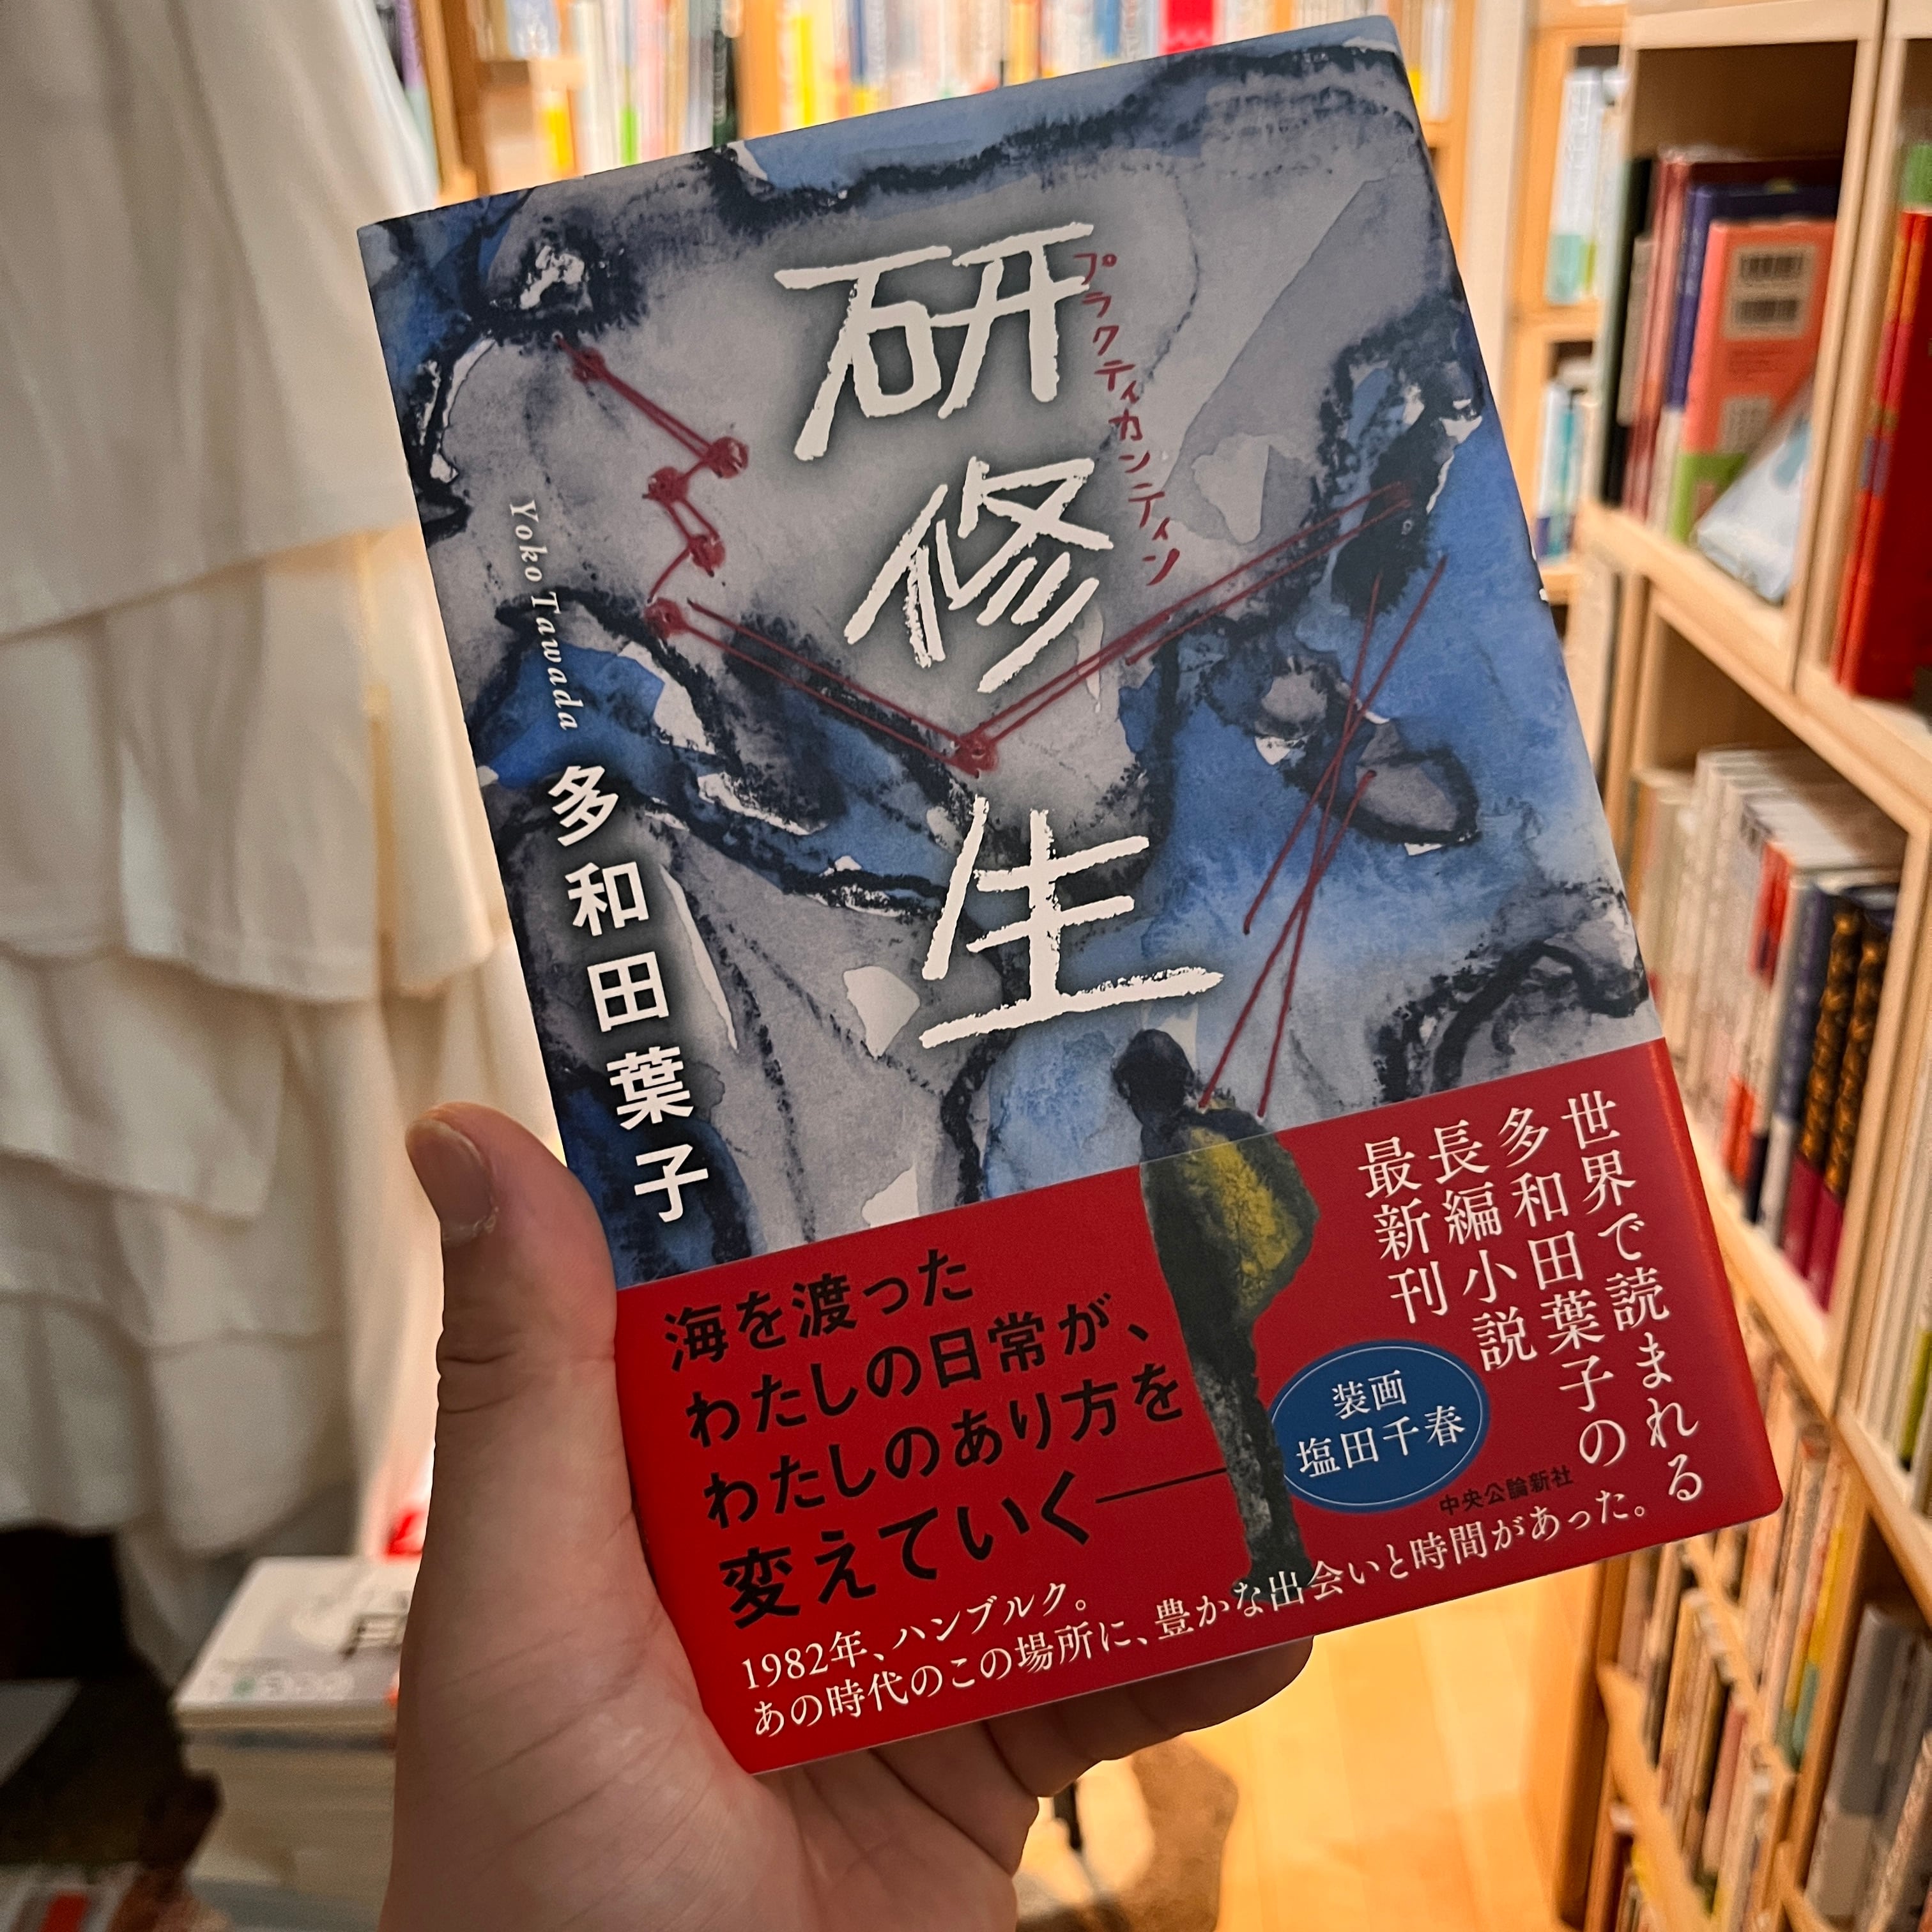 研修生
プラクティカンティン
Yoko Tawada
多和田葉子
世界で読まれる
多和田葉子の
長編小説
最新刊
海を渡った
わたしの日常が、
わたしのあり方を
変えていく──
装画
塩田千春
中央公論新社
1982年、ハンブルク。
あの時代のこの場所に、豊かな出会いと時間があった。